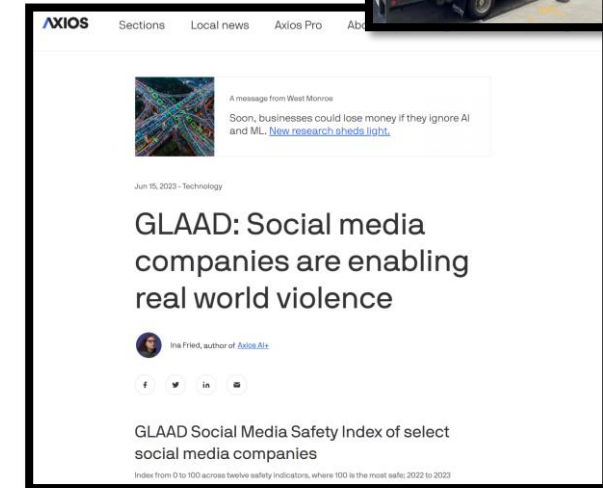 AXIOS
Sections Local news Axios Pro
A message from West Monroe
Soon, businesses could lose money if they ignore AI
and ML. New research sheds light.
Jun 15, 2023 - Technology
GLAAD: Social media
companies are enabling
real world violence
Ina Fried, author of Axios AI+
GLAAD Social Media Safety Index of select
social media companies
Index from 0 to 100 across twelve safety indicators, where 100 is the most safe; 2022 to 2023